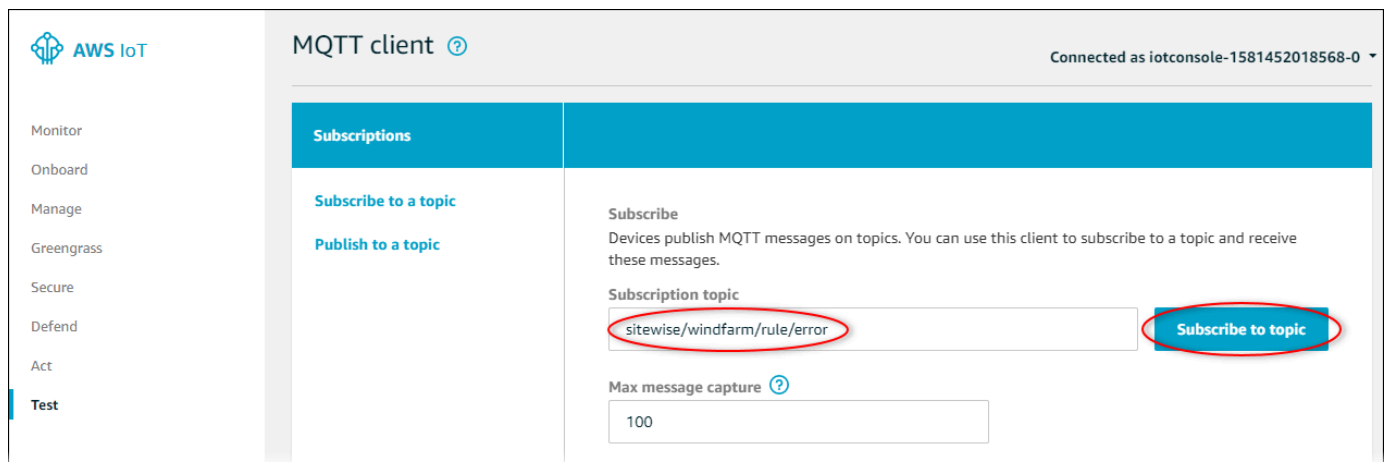 AWS IoT
MQTT client ?
Connected as iotconsole-1581452018568-0
Monitor
Onboard
Manage
Greengrass
Secure
Defend
Act
Test
Subscriptions
Subscribe to a topic
Publish to a topic
Subscribe
Devices publish MQTT messages on topics. You can use this client to subscribe to a topic and receive
these messages.
Subscription topic
sitewise/windfarm/rule/error
Subscribe to topic
Max message capture ?
100